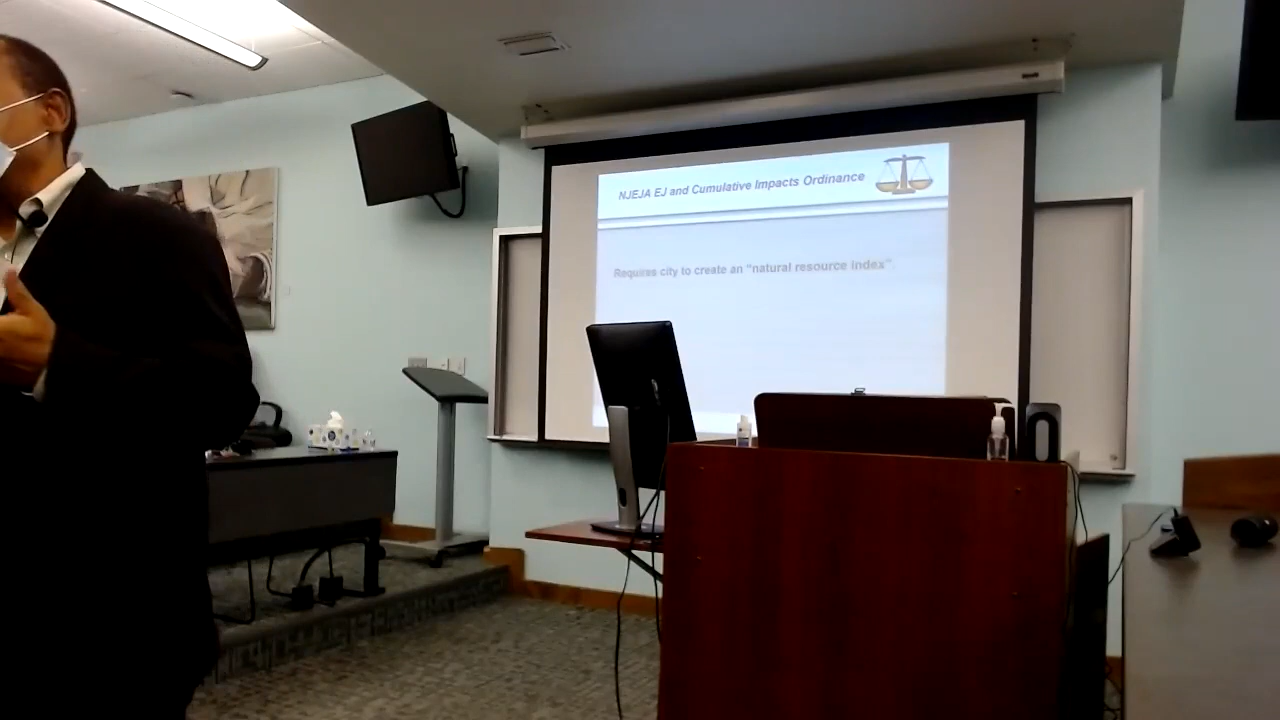 NJEJA EJ and Cumulative Impacts Ordinance
Requires city to create an “natural resource index”